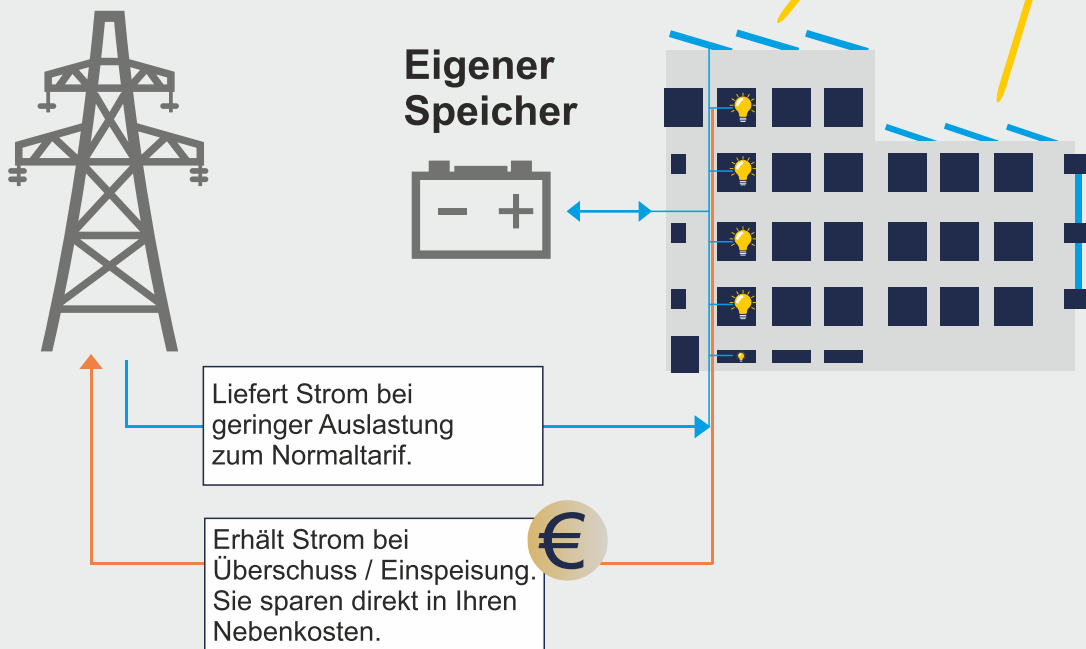 Eigener
Speicher
Liefert Strom bei
geringer Auslastung
zum Normaltarif.
Erhält Strom bei
Überschuss / Einspeisung.
Sie sparen direkt in Ihren
Nebenkosten.
€